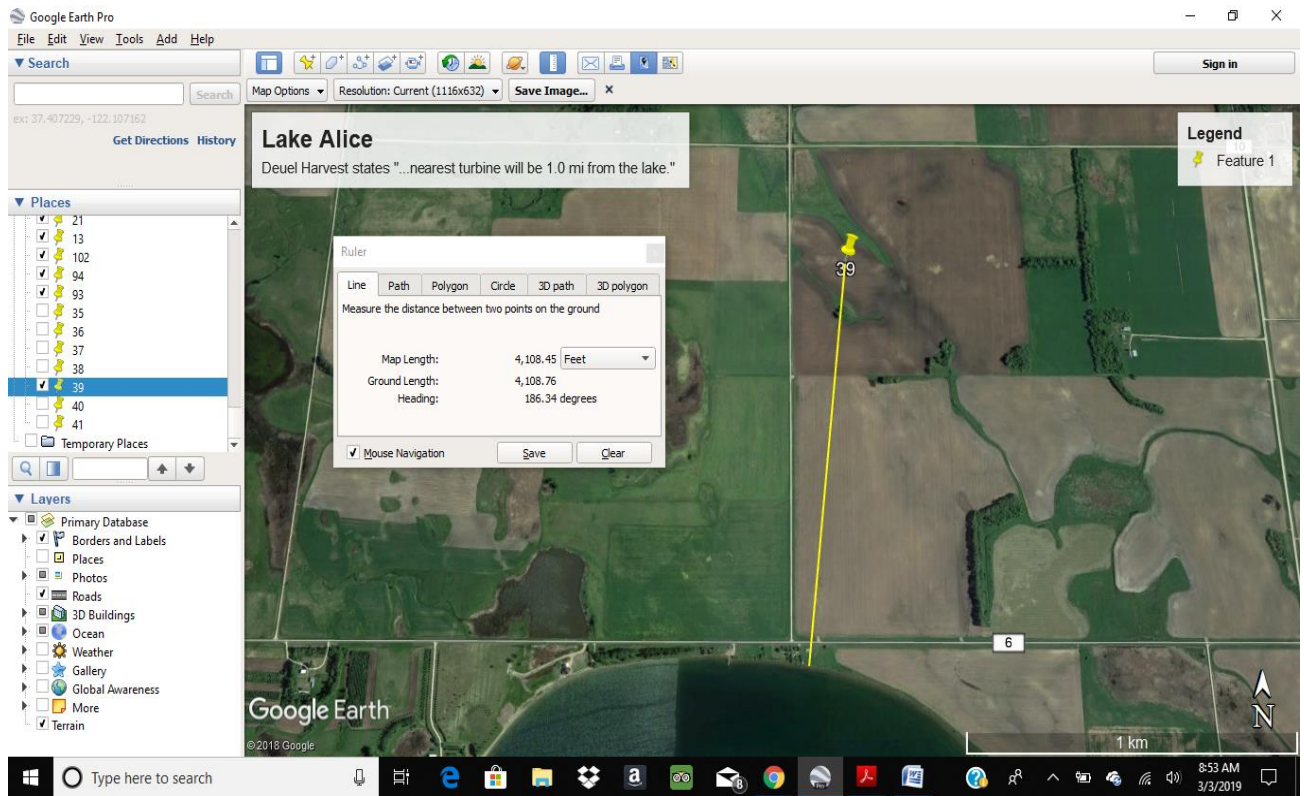 Google Earth Pro
File Edit View Tools Add Help
Search
Search
ex: 37.407229, -122.107162
Get Directions History
Places
21
13
102
94
93
35
36
37
38
39
40
41
Temporary Places
Layers
Primary Database
Borders and Labels
Places
Photos
Roads
3D Buildings
Ocean
Weather
Gallery
Global Awareness
More
Terrain
Sign in
Map Options Resolution: Current (1116x632) Save Image... X
Lake Alice
Deuel Harvest states "...nearest turbine will be 1.0 mi from the lake."
Legend
10
Feature 1
Ruler
Line Path Polygon Circle 3D path 3D polygon
Measure the distance between two points on the ground
Map Length: 4,108.45 Feet
Ground Length: 4,108.76
Heading: 186.34 degrees
Mouse Navigation Save Clear
39
6
Google Earth
©2018 Google
N
1 km
Type here to search
8:53 AM
3/3/2019